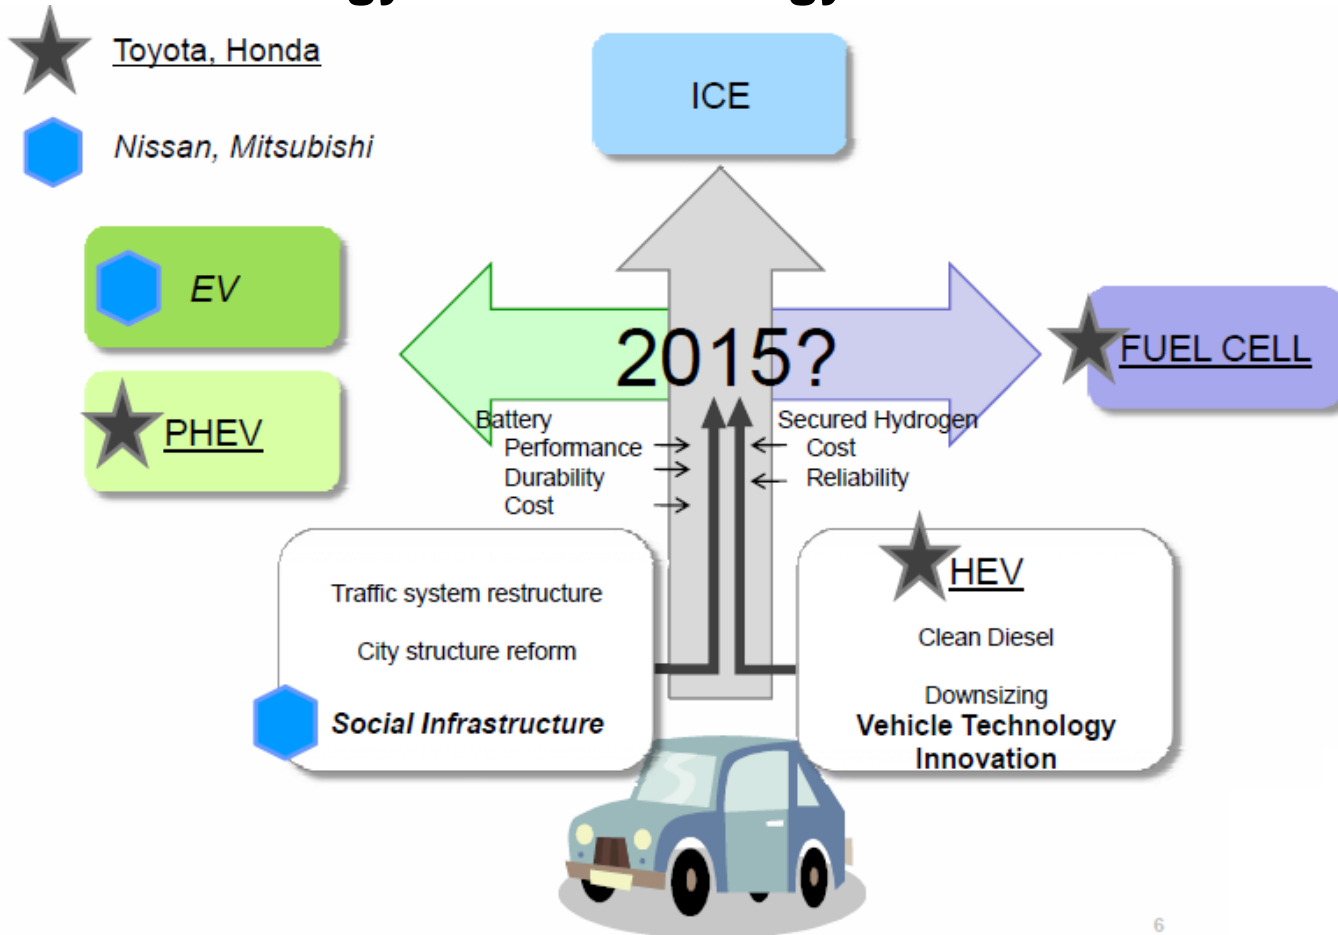 Toyota, Honda
Nissan, Mitsubishi
ICE
EV
PHEV
2015?
FUEL CELL
Battery
Performance
Durability
Cost
Secured Hydrogen
Cost
Reliability
Traffic system restructure
City structure reform
Social Infrastructure
HEV
Clean Diesel
Downsizing
Vehicle Technology
Innovation
6